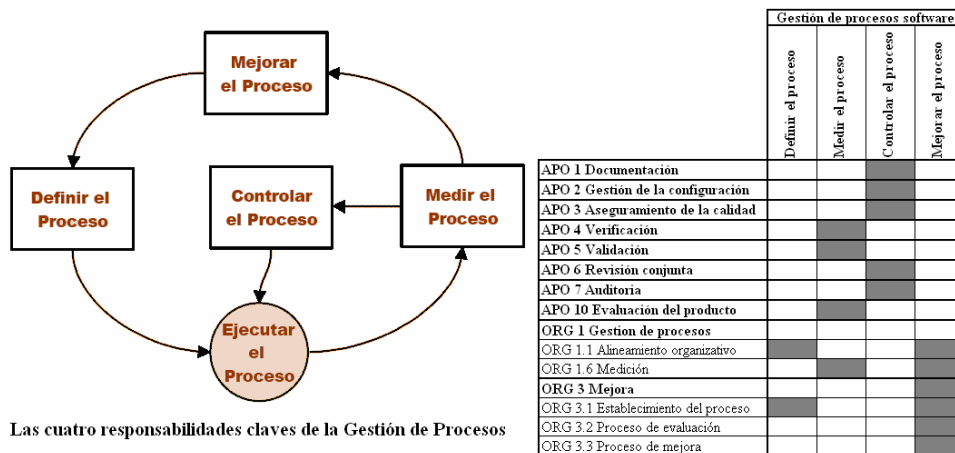 Mejorar
el Proceso
Definir el
Proceso
Controlar
el Proceso
Medir el
Proceso
Ejecutar
el
Proceso
Las cuatro responsabilidades claves de la Gestión de Procesos
Gestión de procesos software
Definir el proceso
Medir el proceso
Controlar el proceso
Mejorar el proceso
APO 1 Documentación
APO 2 Gestión de la configuración
APO 3 Aseguramiento de la calidad
APO 4 Verificación
APO 5 Validación
APO 6 Revisión conjunta
APO 7 Auditoría
APO 10 Evaluación del producto
ORG 1 Gestion de procesos
ORG 1.1 Alineamiento organizativo
ORG 1.6 Medición
ORG 3 Mejora
ORG 3.1 Establecimiento del proceso
ORG 3.2 Proceso de evaluación
ORG 3.3 Proceso de mejora